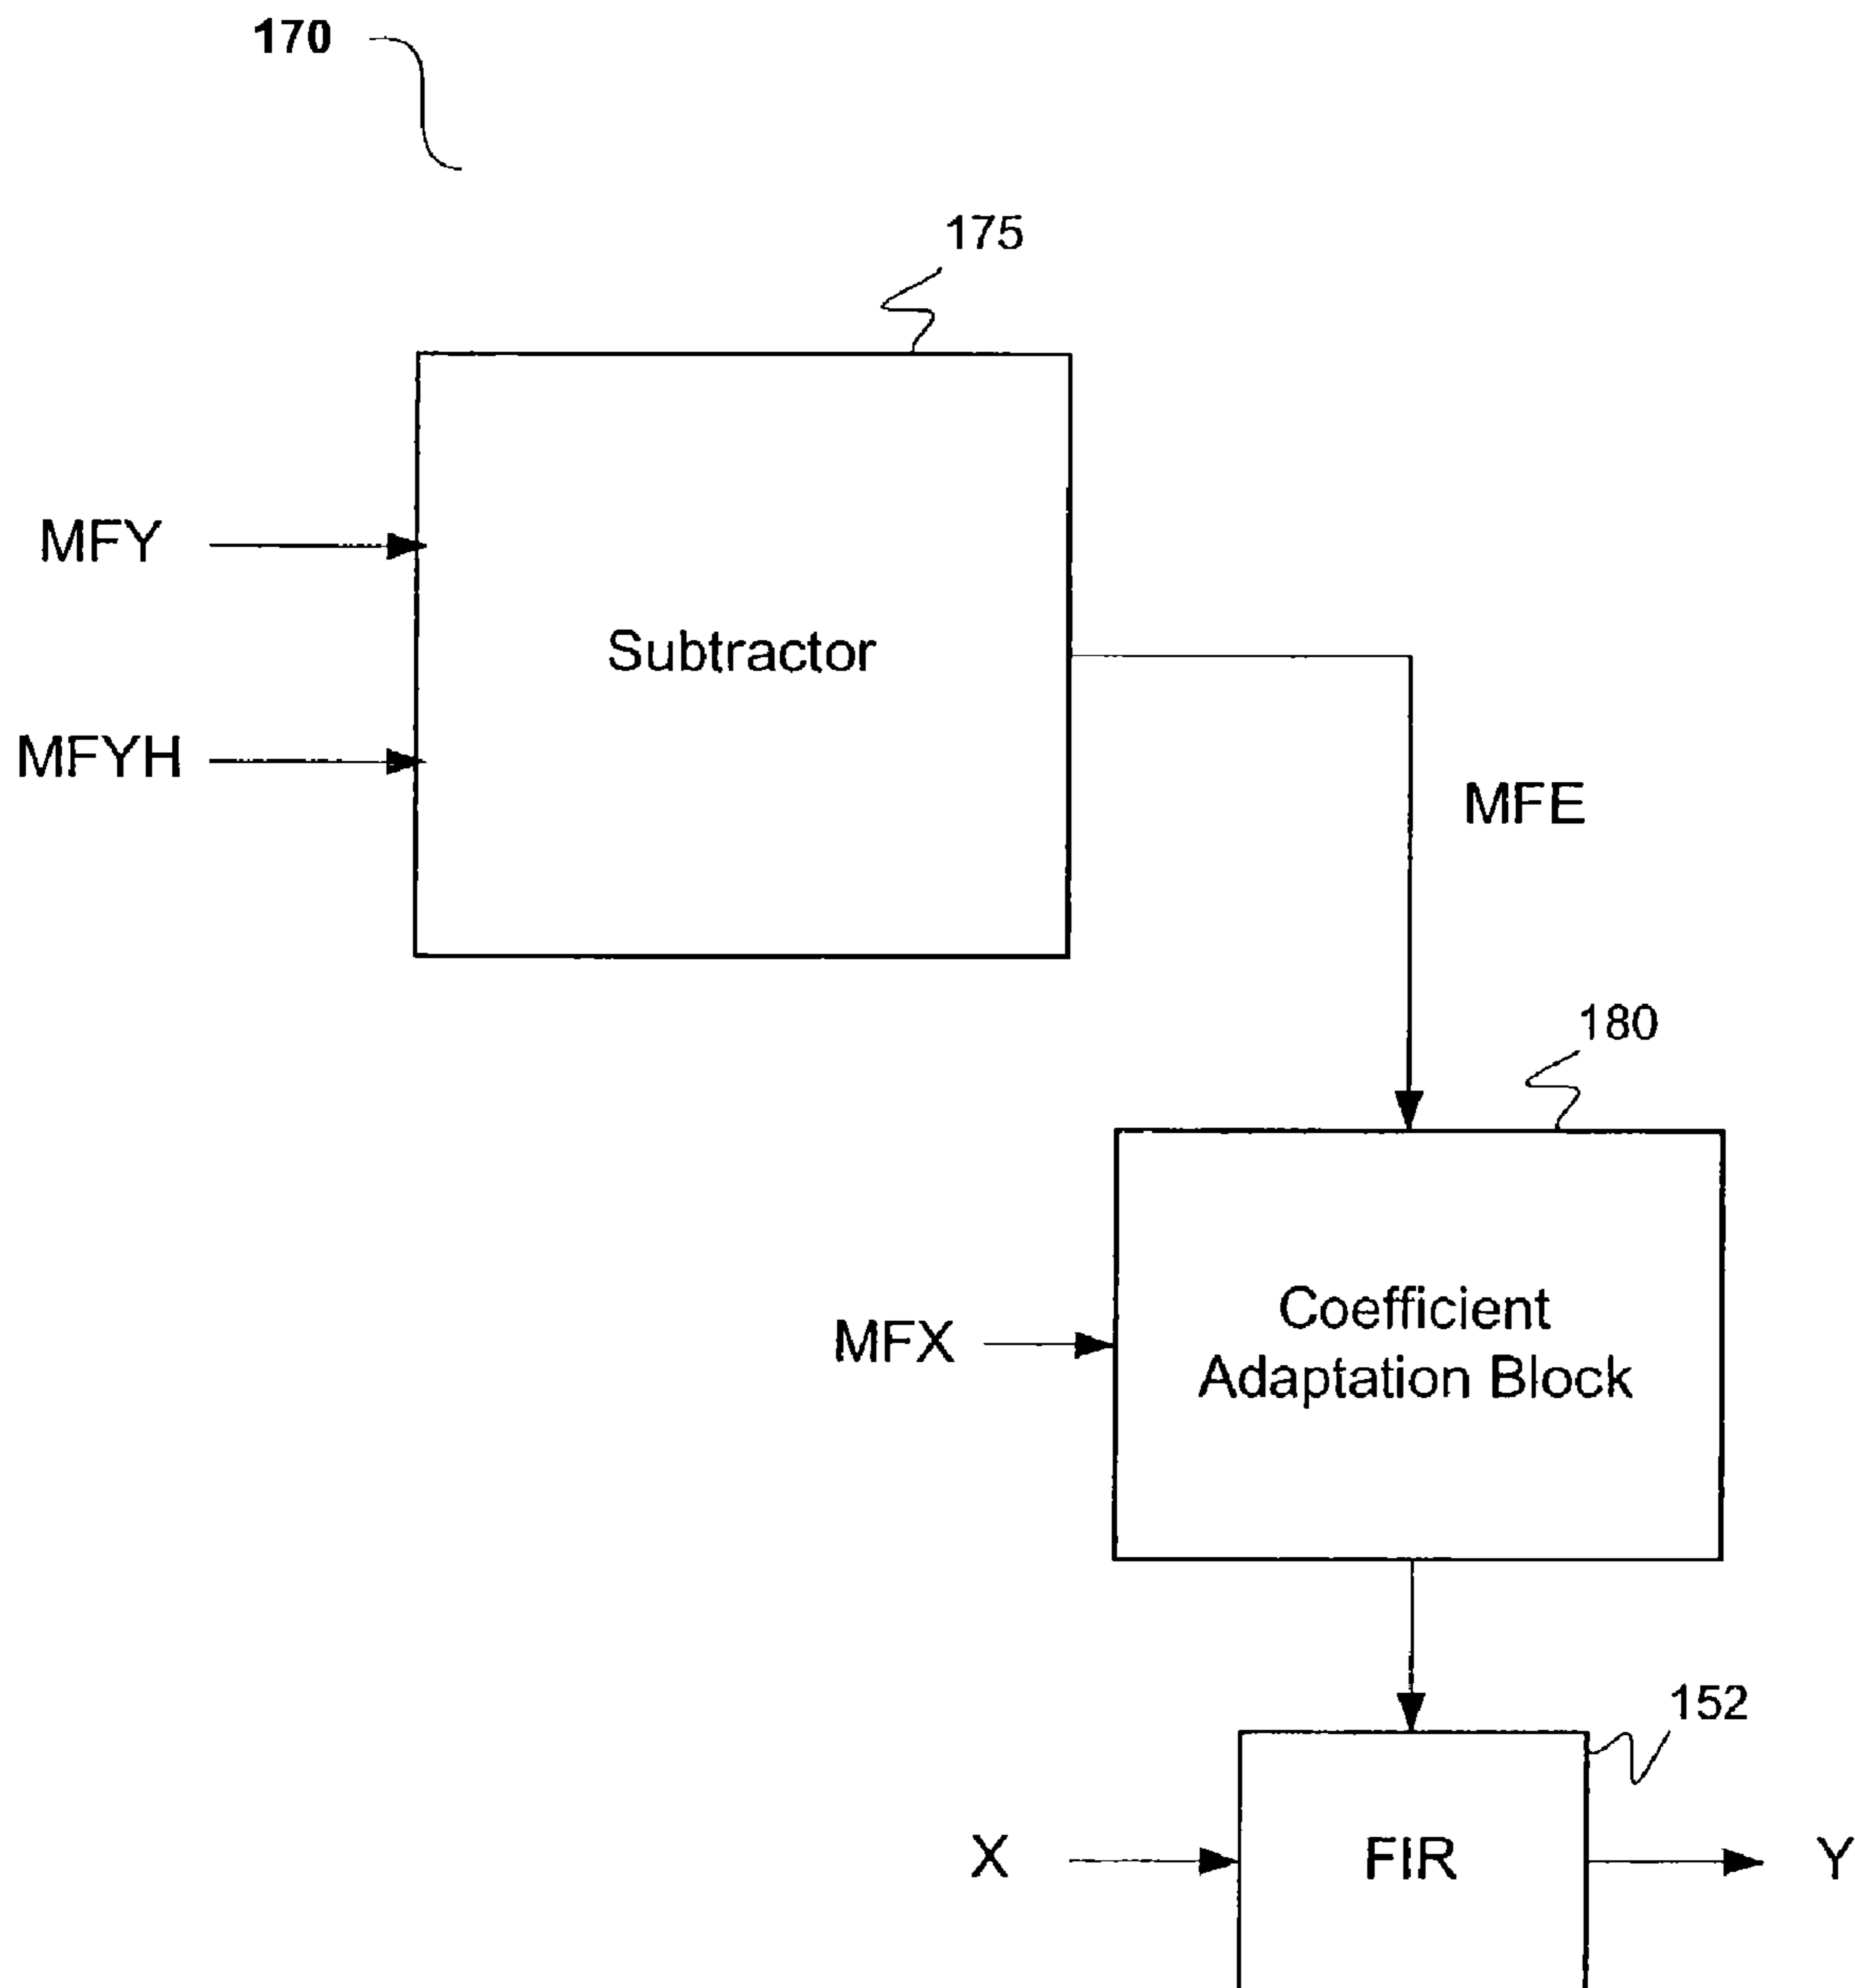 170
175
MFY
Subtractor
MFYH
MFE
180
Coefficient
Adaptation Block
MFX
152
X
FIR
Y